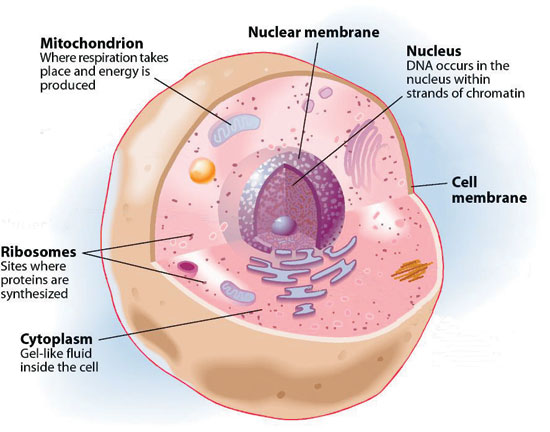 Mitochondrion
Where respiration takes
place and energy is
produced
Nuclear membrane
Nucleus
DNA occurs in the
nucleus within
strands of chromatin
Cell
membrane
Ribosomes
Sites where
proteins are
synthesized
Cytoplasm
Gel-like fluid
inside the cell